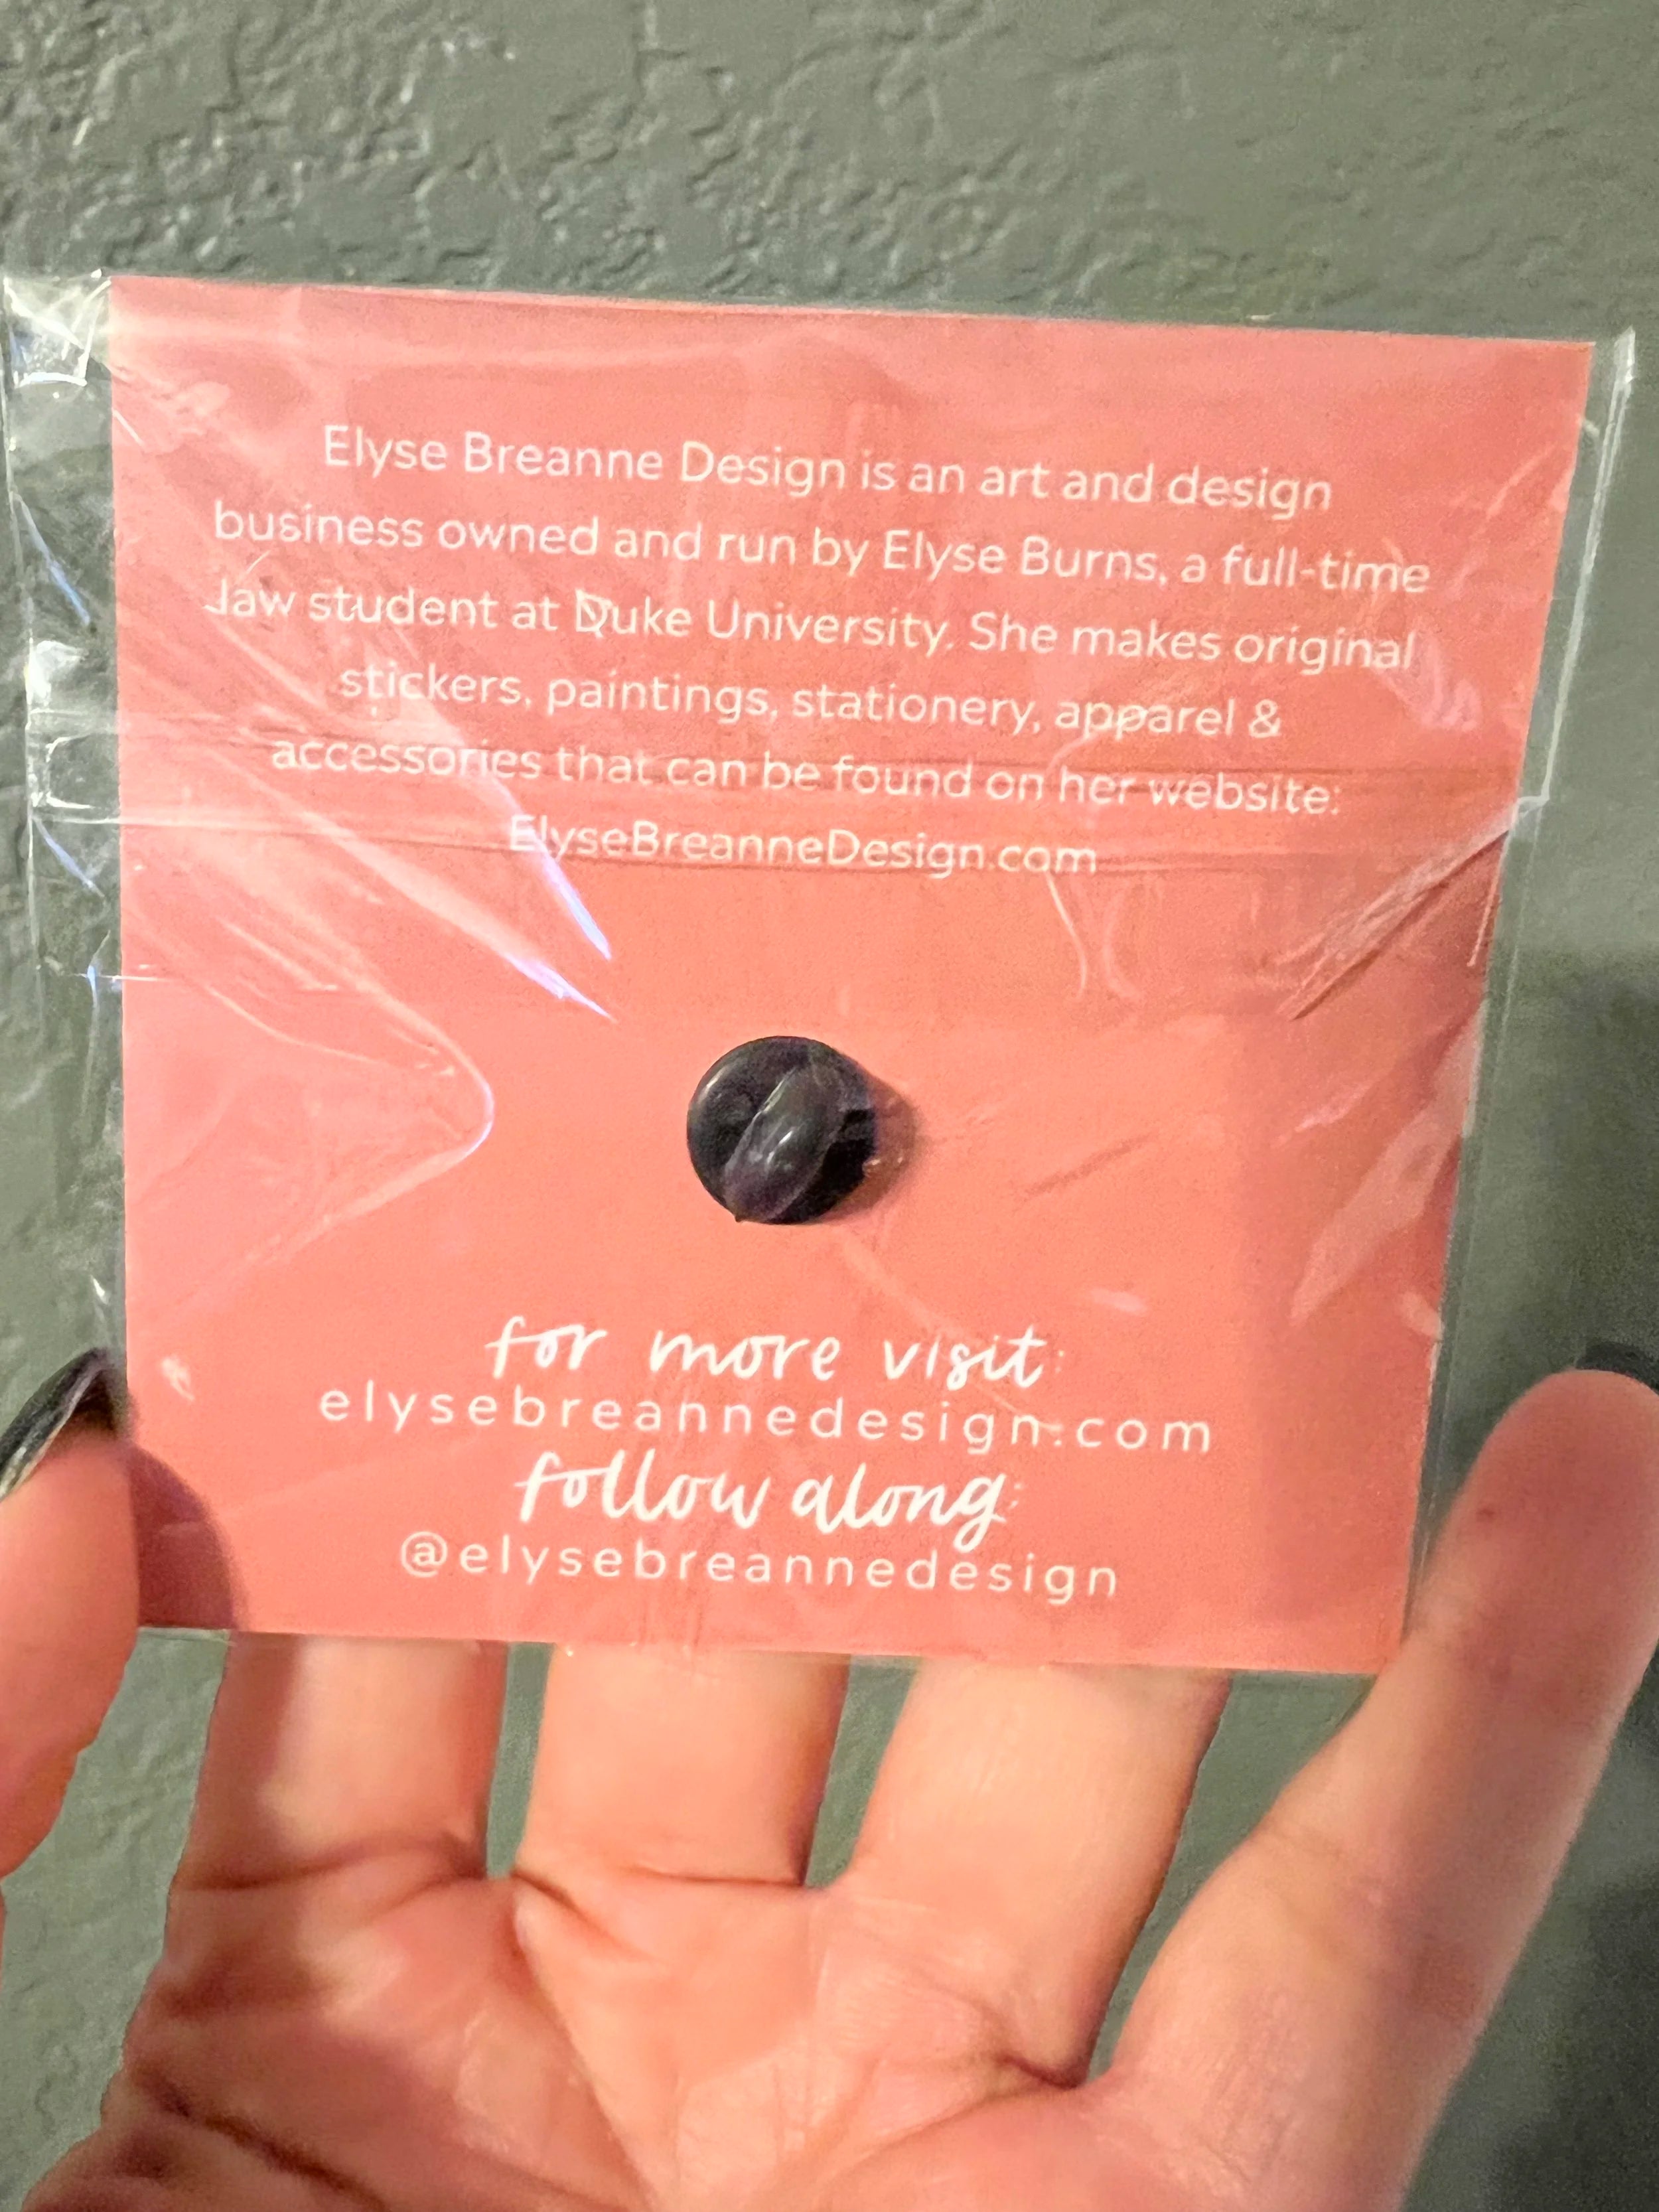 Elyse Breanne Design is an art and design
business owned and run by Elyse Burns, a full-time
law student at Duke University. She makes original
stickers, paintings, stationery, apparel &
accessories that can be found on her website:
ElyseBreanneDesign.com
for more visit:
elysebreannedesign.com
follow along:
@elysebreannedesign